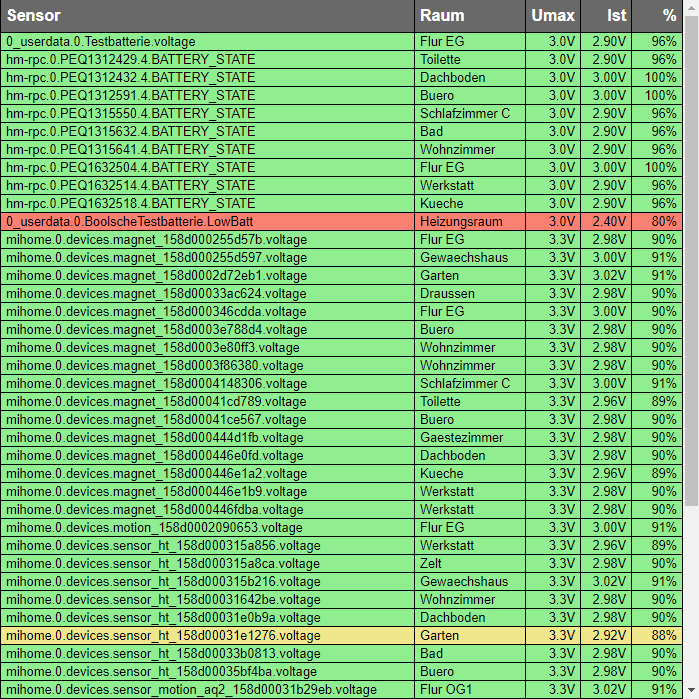 Sensor Raum Umax Ist %
0_userdata.0.Testbatterie.voltage Flur EG 3.0V 2.90V 96%
hm-rpc.0.PEQ1312429.4.BATTERY_STATE Toilette 3.0V 2.90V 96%
hm-rpc.0.PEQ1312432.4.BATTERY_STATE Dachboden 3.0V 3.00V 100%
hm-rpc.0.PEQ1312591.4.BATTERY_STATE Buero 3.0V 3.00V 100%
hm-rpc.0.PEQ1315550.4.BATTERY_STATE Schlafzimmer C 3.0V 2.90V 96%
hm-rpc.0.PEQ1315632.4.BATTERY_STATE Bad 3.0V 2.90V 96%
hm-rpc.0.PEQ1315641.4.BATTERY_STATE Wohnzimmer 3.0V 2.90V 96%
hm-rpc.0.PEQ1632504.4.BATTERY_STATE Flur EG 3.0V 3.00V 100%
hm-rpc.0.PEQ1632514.4.BATTERY_STATE Werkstatt 3.0V 2.90V 96%
hm-rpc.0.PEQ1632518.4.BATTERY_STATE Kueche 3.0V 2.90V 96%
0_userdata.0.BoolscheTestbatterie.LowBatt Heizungsraum 3.0V 2.40V 80%
mihome.0.devices.magnet_158d000255d57b.voltage Flur EG 3.3V 2.98V 90%
mihome.0.devices.magnet_158d000255d597.voltage Gewaechshaus 3.3V 3.00V 91%
mihome.0.devices.magnet_158d0002d72eb1.voltage Garten 3.3V 3.02V 91%
mihome.0.devices.magnet_158d00033ac624.voltage Draussen 3.3V 2.98V 90%
mihome.0.devices.magnet_158d000346cdda.voltage Flur EG 3.3V 3.00V 90%
mihome.0.devices.magnet_158d0003e788d4.voltage Buero 3.3V 2.98V 90%
mihome.0.devices.magnet_158d0003e80ff3.voltage Wohnzimmer 3.3V 2.98V 90%
mihome.0.devices.magnet_158d0003f86380.voltage Wohnzimmer 3.3V 2.98V 90%
mihome.0.devices.magnet_158d0004148306.voltage Schlafzimmer C 3.3V 3.00V 91%
mihome.0.devices.magnet_158d00041cd789.voltage Toilette 3.3V 2.96V 89%
mihome.0.devices.magnet_158d00041ce567.voltage Buero 3.3V 2.98V 90%
mihome.0.devices.magnet_158d000444d1fb.voltage Gaestezimmer 3.3V 2.98V 90%
mihome.0.devices.magnet_158d000446e0fd.voltage Dachboden 3.3V 2.98V 90%
mihome.0.devices.magnet_158d000446e1a2.voltage Kueche 3.3V 2.96V 89%
mihome.0.devices.magnet_158d000446e1b9.voltage Werkstatt 3.3V 2.98V 90%
mihome.0.devices.magnet_158d000446fdba.voltage Werkstatt 3.3V 2.98V 90%
mihome.0.devices.motion_158d0002090653.voltage Flur EG 3.3V 3.00V 91%
mihome.0.devices.sensor_ht_158d000315a856.voltage Werkstatt 3.3V 2.96V 89%
mihome.0.devices.sensor_ht_158d000315a8ca.voltage Zelt 3.3V 2.98V 90%
mihome.0.devices.sensor_ht_158d000315b216.voltage Gewaechshaus 3.3V 3.02V 91%
mihome.0.devices.sensor_ht_158d00031642be.voltage Wohnzimmer 3.3V 2.98V 90%
mihome.0.devices.sensor_ht_158d00031e0b9a.voltage Dachboden 3.3V 2.98V 90%
mihome.0.devices.sensor_ht_158d00031e1276.voltage Garten 3.3V 2.92V 88%
mihome.0.devices.sensor_ht_158d00033b0813.voltage Bad 3.3V 2.98V 90%
mihome.0.devices.sensor_ht_158d00035bf4ba.voltage Buero 3.3V 2.98V 90%
mihome.0.devices.sensor_motion_aq2_158d00031b29eb.voltage Flur OG1 3.3V 3.02V 91%